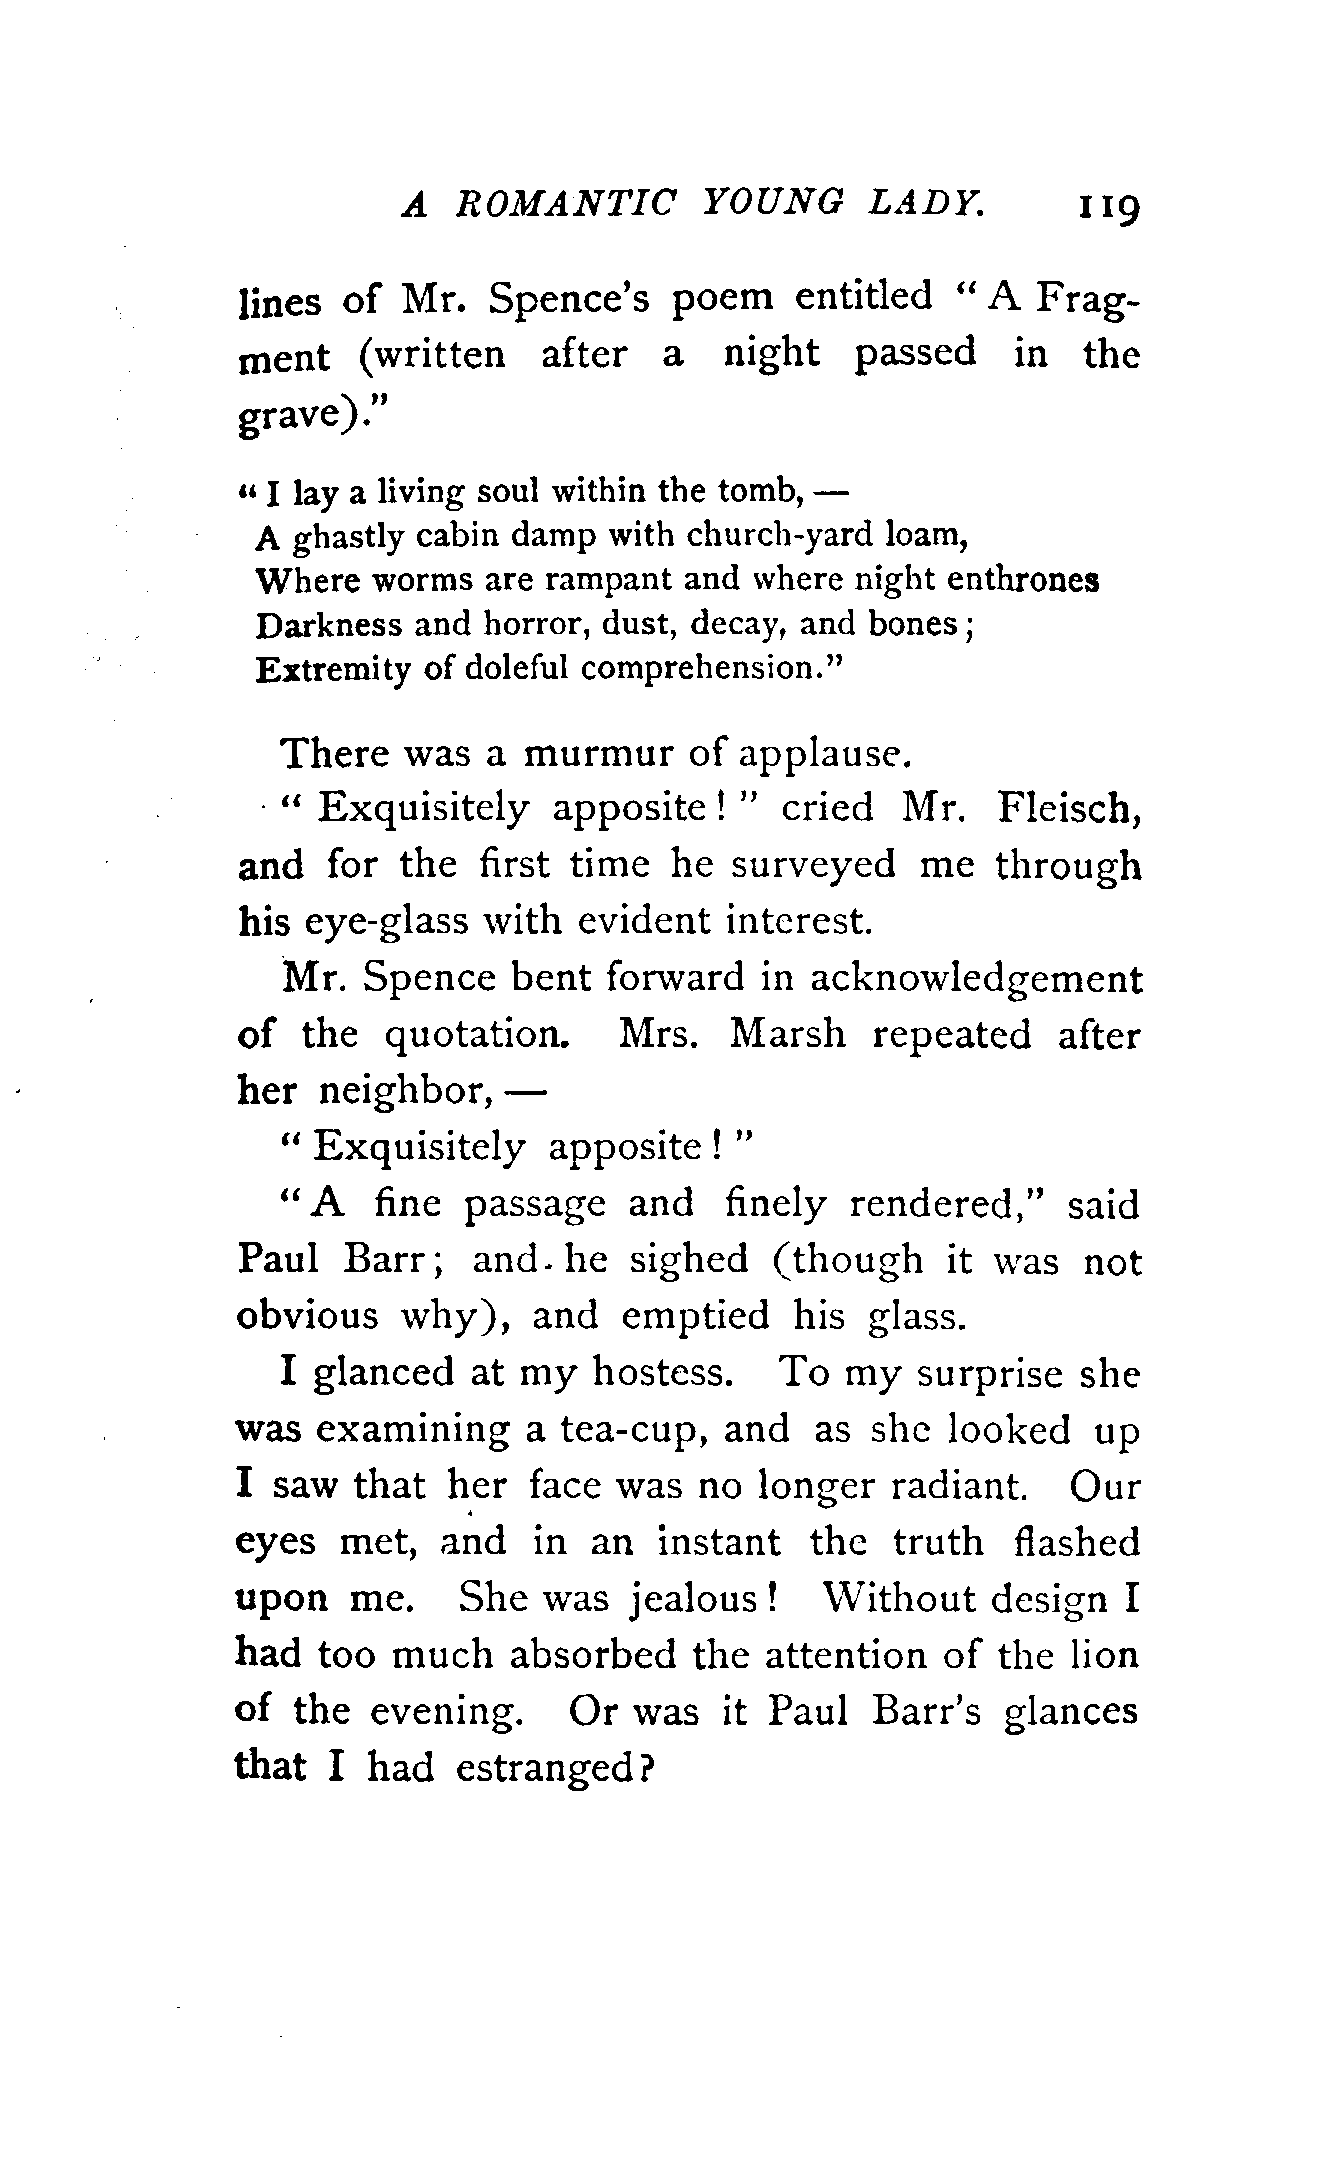 A ROMANTIC YOUNG LADY. 119
lines of Mr. Spence's poem entitled "A Frag-
ment (written after a night passed in the
grave)."
"I lay a living soul within the tomb, —
A ghastly cabin damp with church-yard loam,
Where worms are rampant and where night enthrones
Darkness and horror, dust, decay, and bones;
Extremity of doleful comprehension."
There was a murmur of applause.
"Exquisitely apposite!" cried Mr. Fleisch,
and for the first time he surveyed me through
his eye-glass with evident interest.
Mr. Spence bent forward in acknowledgement
of the quotation. Mrs. Marsh repeated after
her neighbor, —
"Exquisitely apposite!"
"A fine passage and finely rendered," said
Paul Barr; and he sighed (though it was not
obvious why), and emptied his glass.
I glanced at my hostess. To my surprise she
was examining a tea-cup, and as she looked up
I saw that her face was no longer radiant. Our
eyes met, and in an instant the truth flashed
upon me. She was jealous! Without design I
had too much absorbed the attention of the lion
of the evening. Or was it Paul Barr's glances
that I had estranged?